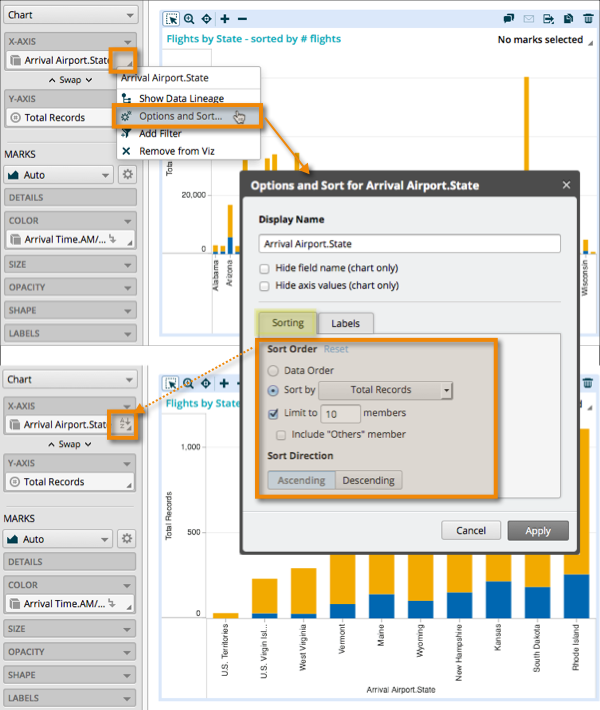 Chart
X-AXIS
Arrival Airport.State
Swap
Y-AXIS
Total Records
MARKS
Auto
DETAILS
COLOR
Arrival Time.AM/...
SIZE
OPACITY
SHAPE
LABELS
Flights by State - sorted by # flights
No marks selected
Arrival Airport.State
Show Data Lineage
Options and Sort...
Add Filter
Remove from Viz
20,000
0
Alabama
Arizona
Wisconsin
Options and Sort for Arrival Airport.State
Display Name
Arrival Airport.State
Hide field name (chart only)
Hide axis values (chart only)
Sorting
Labels
Sort Order Reset
Data Order
Sort by Total Records
Limit to 10 members
Include "Others" member
Sort Direction
Ascending Descending
Cancel Apply
Chart
X-AXIS
Arrival Airport.State
Swap
Y-AXIS
Total Records
MARKS
Auto
DETAILS
COLOR
Arrival Time.AM/...
SIZE
OPACITY
SHAPE
LABELS
Flights by State
Total Records
1,000
500
0
U.S. Territories
U.S. Virgin Isl...
West Virginia
Vermont
Maine
Wyoming
New Hampshire
Kansas
South Dakota
Rhode Island
Arrival Airport.State